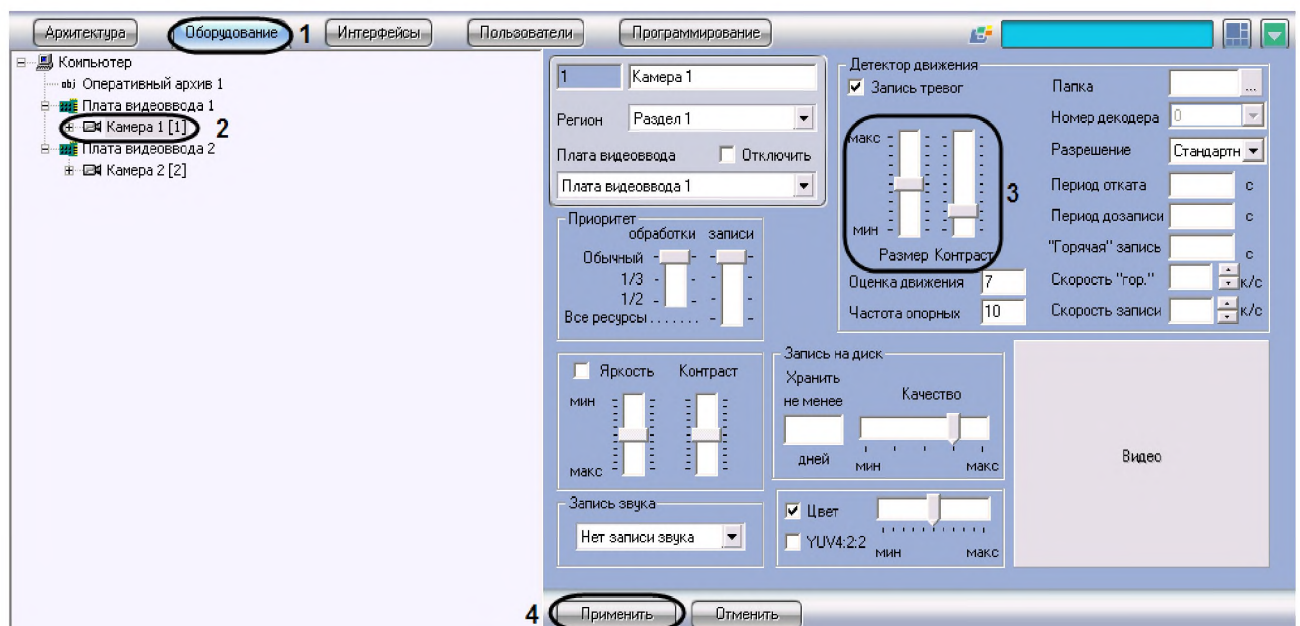 Архитектура Оборудование 1 Интерфейсы Пользователи Программирование
Компьютер
obj Оперативный архив 1
Плата видеоввода 1
Камера 1 [1] 2
Плата видеоввода 2
Камера 2 [2]
1 Камера 1
Регион Раздел 1
Плата видеоввода Отключить
Плата видеоввода 1
Приоритет
обработки записи
Обычный
1/3
1/2
Все ресурсы.......
Яркость Контраст
мин
макс
Запись звука
Нет записи звука
Детектор движения
Запись тревог
макс
3
мин
Размер Контраст
Оценка движения 7
Частота опорных 10
Папка ...
Номер декодера 0
Разрешение Стандартн
Период отката с
Период дозаписи с
"Горячая" запись с
Скорость "гор." к/с
Скорость записи к/с
Запись на диск
Хранить
не менее
дней
Качество
мин макс
Цвет
YUV4:2:2
мин макс
Видео
4 Применить Отменить